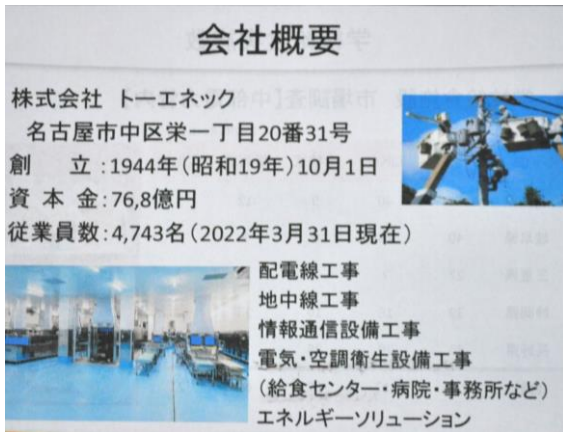 会社概要
株式会社 トーエネック
名古屋市中区栄一丁目20番31号
創 立:1944年(昭和19年)10月1日
資 本 金:76,8億円
従業員数:4,743名(2022年3月31日現在)
配電線工事
地中線工事
情報通信設備工事
電気・空調衛生設備工事
(給食センター・病院・事務所など)
エネルギーソリューション